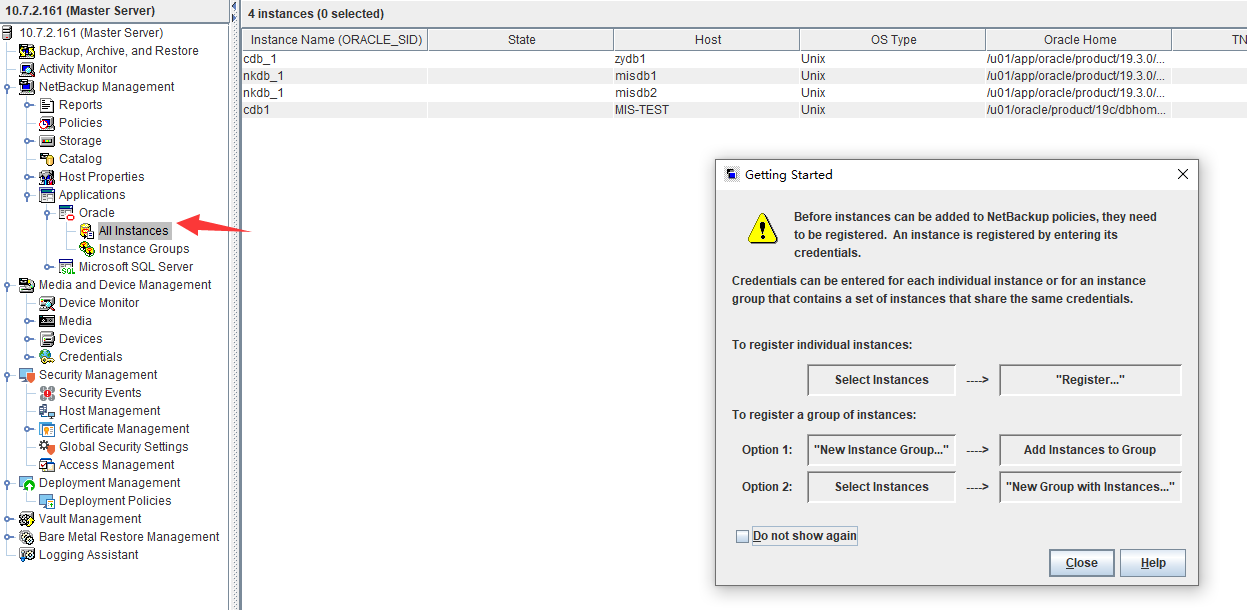 10.7.2.161 (Master Server)
10.7.2.161 (Master Server)
Backup, Archive, and Restore
Activity Monitor
NetBackup Management
Reports
Policies
Storage
Catalog
Host Properties
Applications
Oracle
All Instances
Instance Groups
Microsoft SQL Server
Media and Device Management
Device Monitor
Media
Devices
Credentials
Security Management
Security Events
Host Management
Certificate Management
Global Security Settings
Access Management
Deployment Management
Deployment Policies
Vault Management
Bare Metal Restore Management
Logging Assistant
4 instances (0 selected)
Instance Name (ORACLE_SID) State Host OS Type Oracle Home TN
cdb_1 zydb1 Unix /u01/app/oracle/product/19.3.0/...
nkdb_1 misdb1 Unix /u01/app/oracle/product/19.3.0/...
nkdb_1 misdb2 Unix /u01/app/oracle/product/19.3.0/...
cdb1 MIS-TEST Unix /u01/oracle/product/19c/dbhom...
Getting Started
Before instances can be added to NetBackup policies, they need
to be registered. An instance is registered by entering its
credentials.
Credentials can be entered for each individual instance or for an instance
group that contains a set of instances that share the same credentials.
To register individual instances:
Select Instances ----> "Register..."
To register a group of instances:
Option 1: "New Instance Group..." ----> Add Instances to Group
Option 2: Select Instances ----> "New Group with Instances..."
Do not show again
Close Help